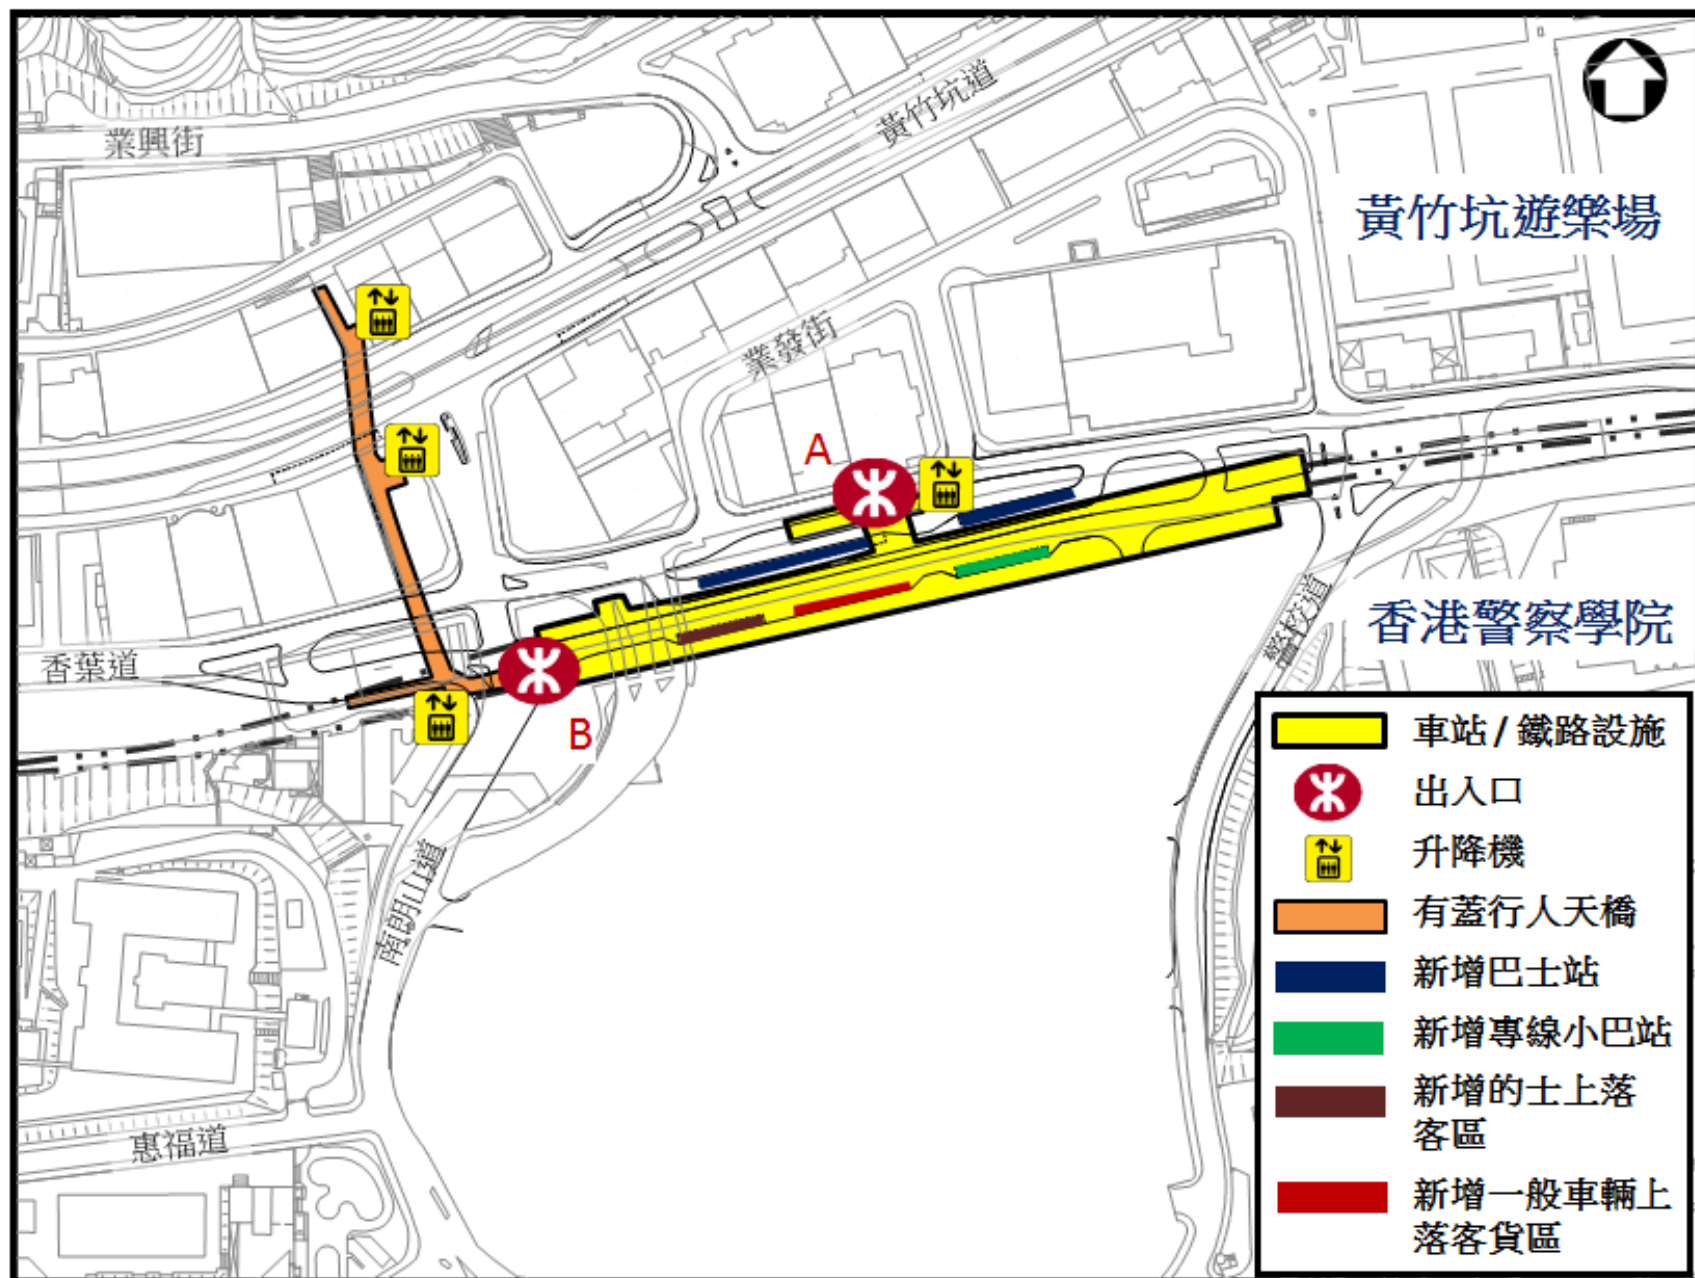 黃竹坑道
業興街
黃竹坑遊樂場
業發街
A
香港警察學院
警校道
香葉道
B
南朗山道
惠福道
車站 / 鐵路設施
出入口
升降機
有蓋行人天橋
新增巴士站
新增專線小巴站
新增的士上落
客區
新增一般車輛上
落客貨區